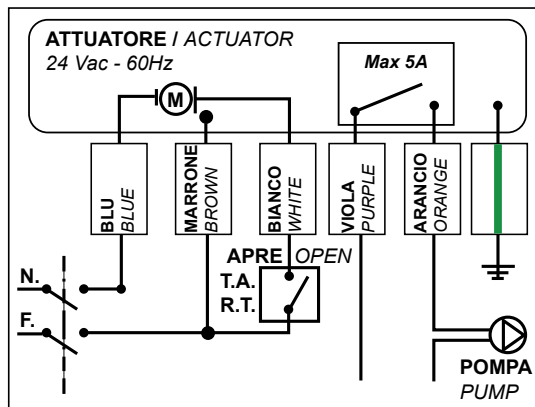 ATTUATORE / ACTUATOR
24 Vac - 60Hz
Max 5A
M
BLU
BLUE
MARRONE
BROWN
BIANCO
WHITE
VIOLA
PURPLE
ARANCIO
ORANGE
APRE OPEN
N.
T.A.
R.T.
F.
POMPA
PUMP